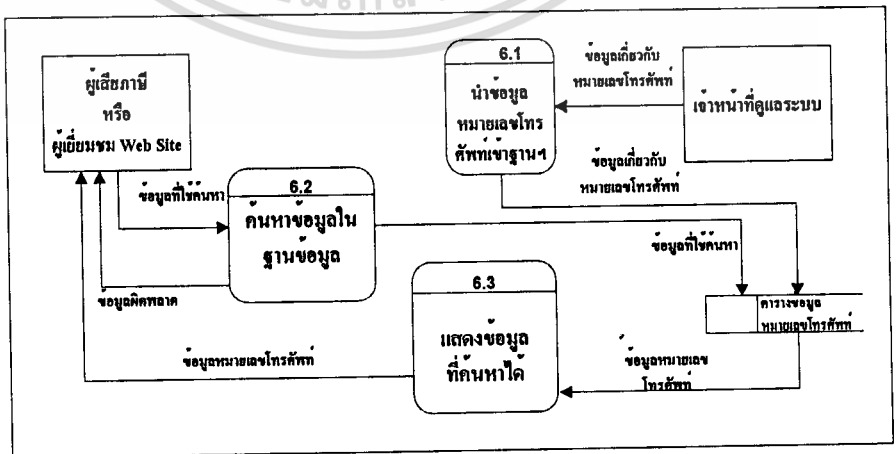 ผู้เสียภาษี
หรือ
ผู้เยี่ยมชม Web Site
6.1
นำข้อมูล
หมายเลขโทร
ศัพท์เข้าฐานฯ
ข้อมูลเกี่ยวกับ
หมายเลขโทรศัพท์
เจ้าหน้าที่ดูแลระบบ
ข้อมูลเกี่ยวกับ
หมายเลขโทรศัพท์
ข้อมูลที่ใช้ค้นหา
6.2
ค้นหาข้อมูลใน
ฐานข้อมูล
ข้อมูลที่ใช้ค้นหา
ข้อมูลผิดพลาด
6.3
แสดงข้อมูล
ที่ค้นหาได้
ตารางข้อมูล
หมายเลขโทรศัพท์
ข้อมูลหมายเลขโทรศัพท์
ข้อมูลหมายเลข
โทรศัพท์